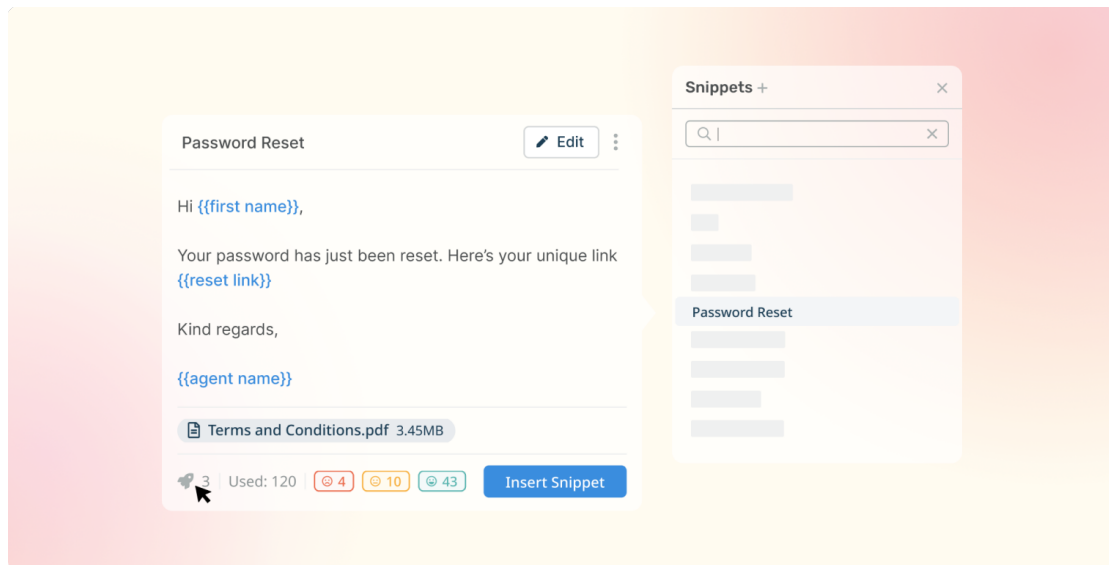 Password Reset
Edit
Hi {{first name}},
Your password has just been reset. Here’s your unique link
{{reset link}}
Kind regards,
{{agent name}}
Terms and Conditions.pdf 3.45MB
3 Used: 120 4 10 43 Insert Snippet
Snippets +
Password Reset